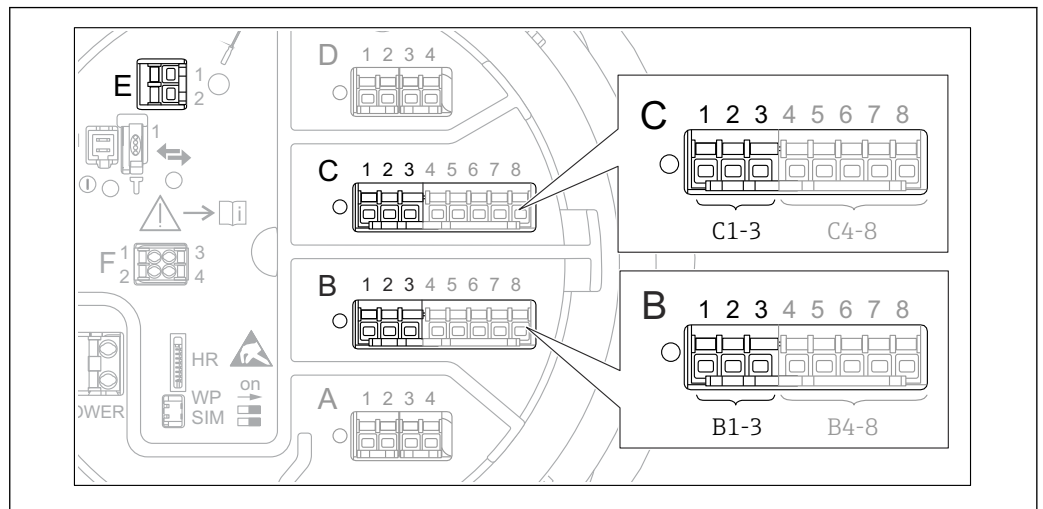 D 1 2 3 4
E 1
2
1
C 1 2 3 4 5 6 7 8
C 1 2 3 4 5 6 7 8
C1-3 C4-8
i
F 1 3
2 4
B 1 2 3 4 5 6 7 8
B 1 2 3 4 5 6 7 8
B1-3 B4-8
HR
WP on
SIM
OWER
A 1 2 3 4